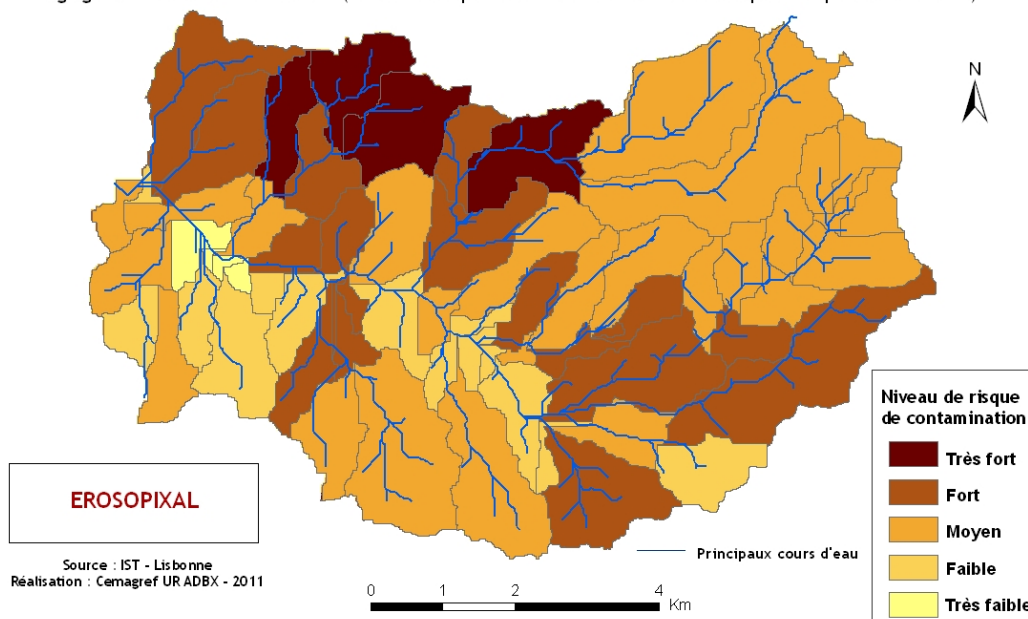 N
Niveau de risque
de contamination
Très fort
Fort
Moyen
Faible
Très faible
EROSOPIXAL
Principaux cours d'eau
Source : IST - Lisbonne
Réalisation : Cemagref UR ADBX - 2011
0 1 2 4
Km